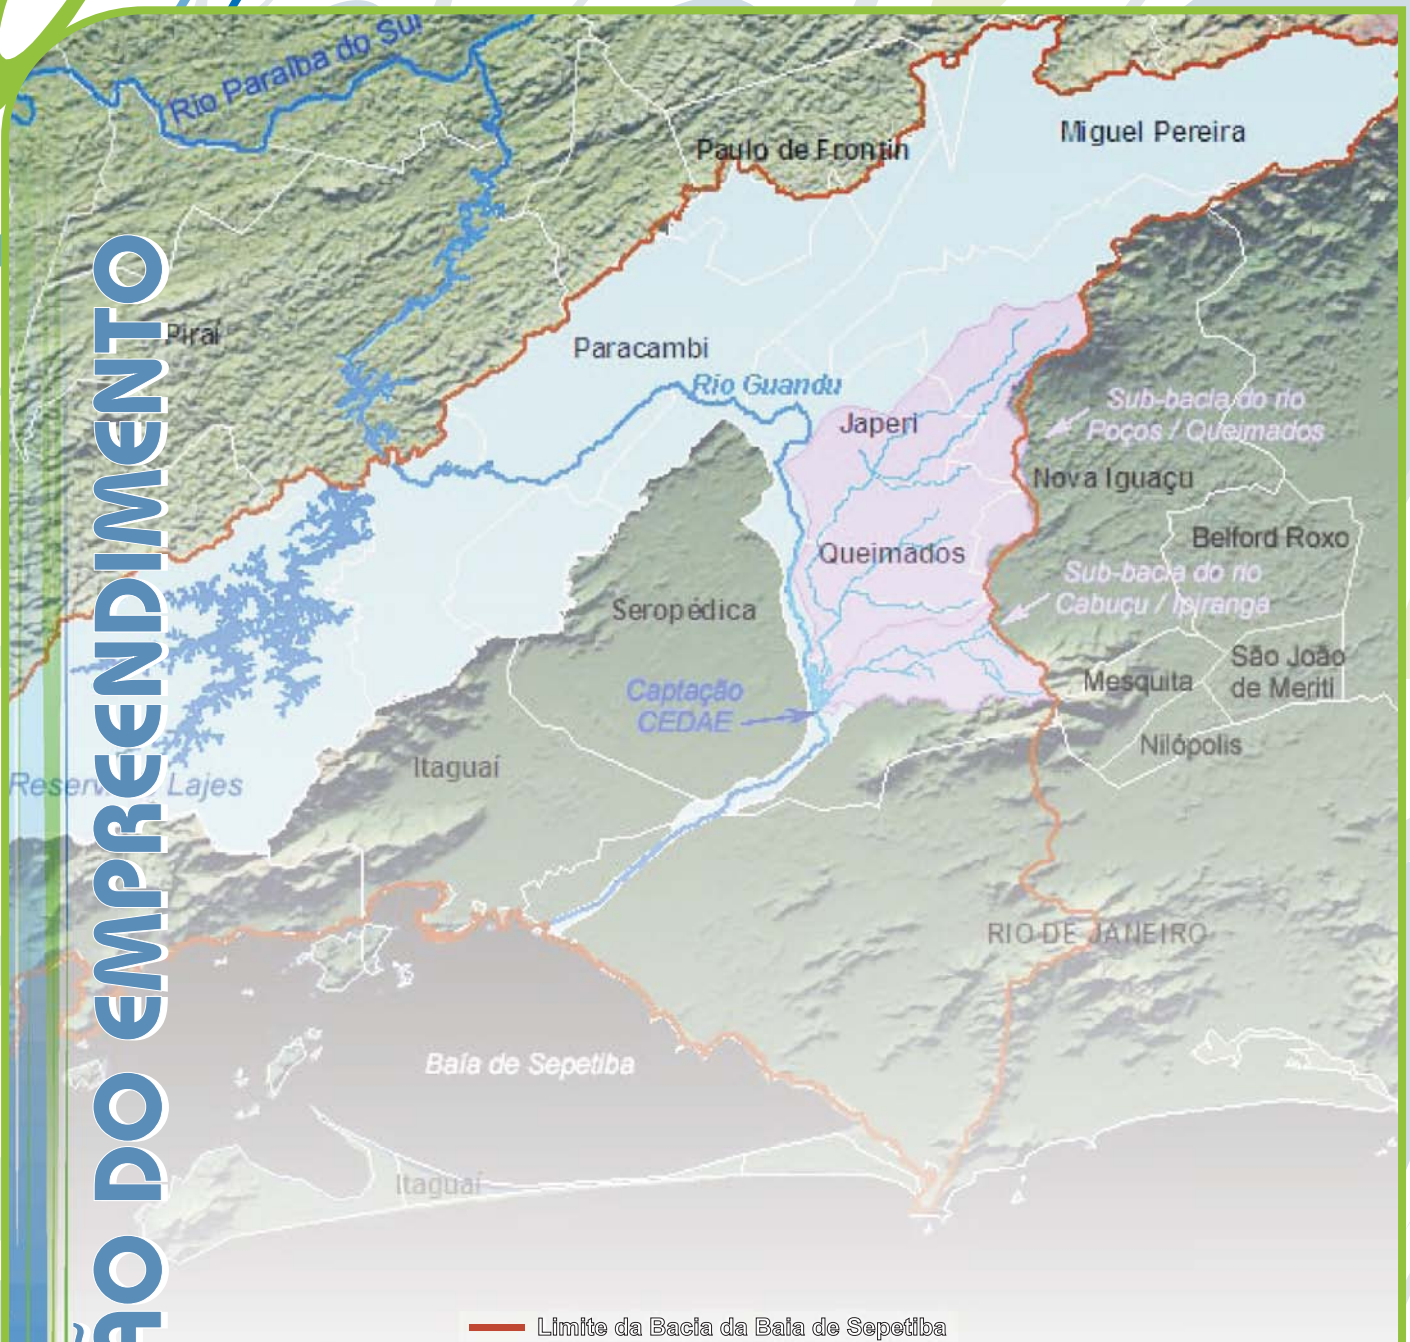 Rio Paraíba do Sul
Miguel Pereira
Paulo de Frontin
Piraí
Paracambi
Rio Guandu
Japeri
Sub-bacia do rio
Poços / Queimados
Nova Iguaçu
Belford Roxo
Queimados
Sub-bacia do rio
Cabuçu / Ipiranga
Seropédica
São João
de Meriti
Mesquita
Captação
CEDAE
Nilópolis
Itaguaí
Lajes
RIO DE JANEIRO
Baía de Sepetiba
Itaguaí
ÃO DO EMPREENDIMENTO
Limite da Bacia da Baia de Sepetiba